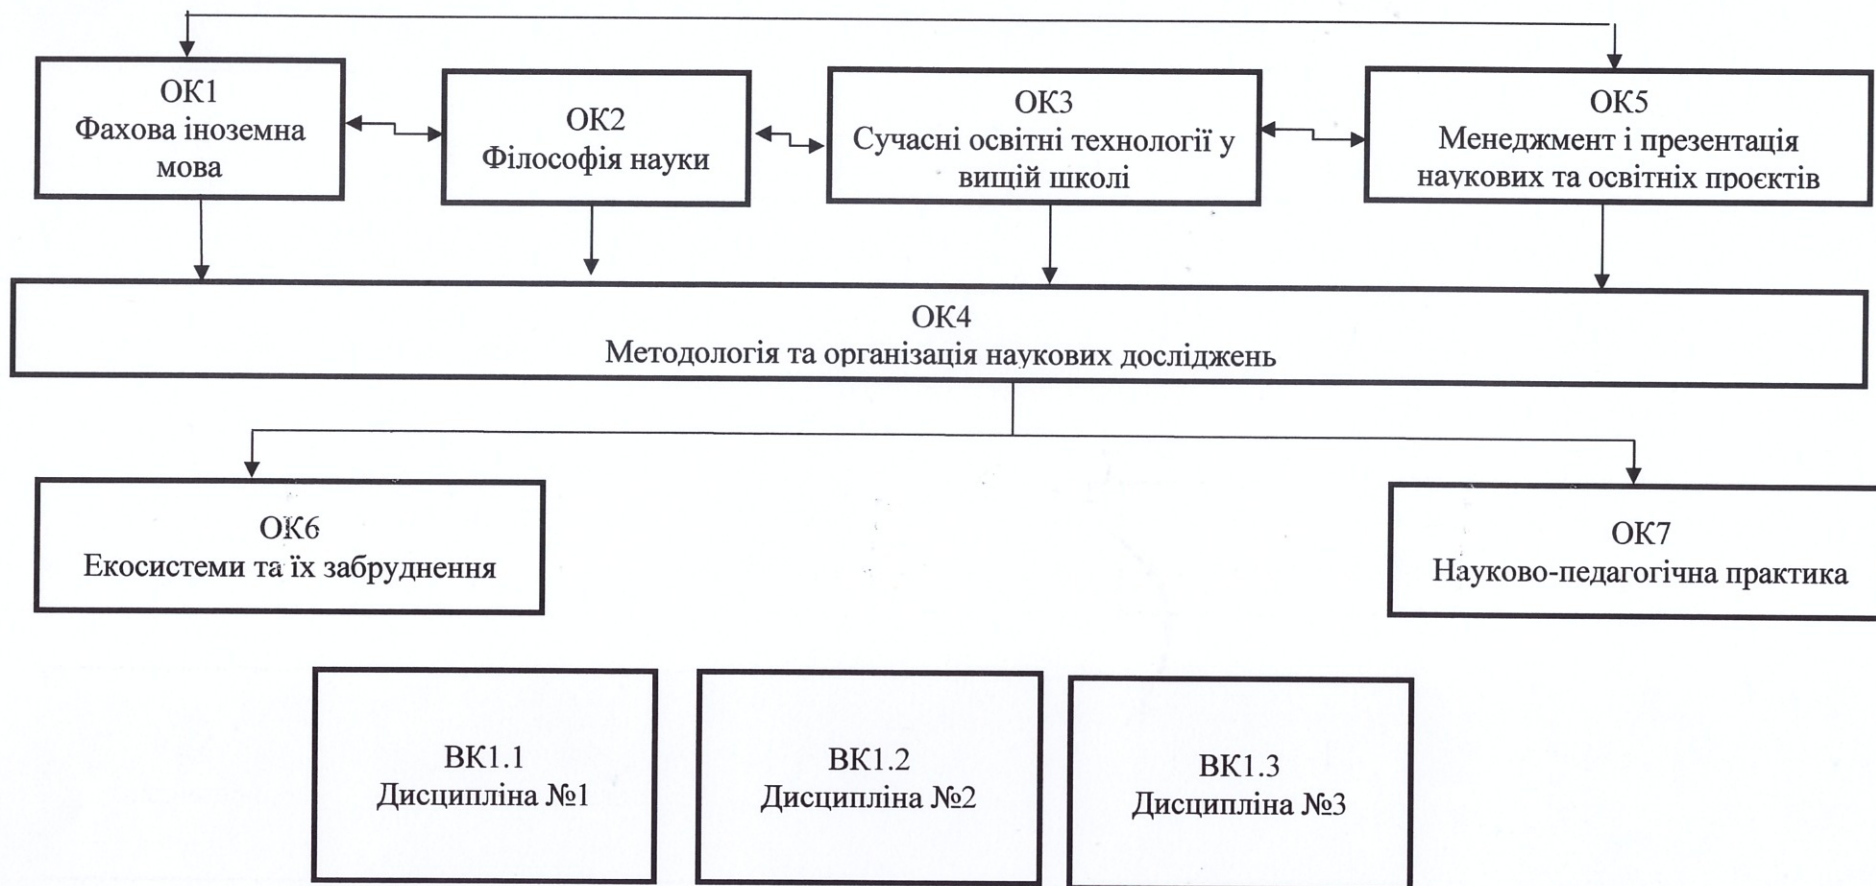 ОК1
Фахова іноземна
мова
ОК2
Філософія науки
ОК3
Сучасні освітні технології у
вищій школі
ОК5
Менеджмент і презентація
наукових та освітніх проєктів
ОК4
Методологія та організація наукових досліджень
ОК6
Екосистеми та їх забруднення
ОК7
Науково-педагогічна практика
ВК1.1
Дисципліна №1
ВК1.2
Дисципліна №2
ВК1.3
Дисципліна №3